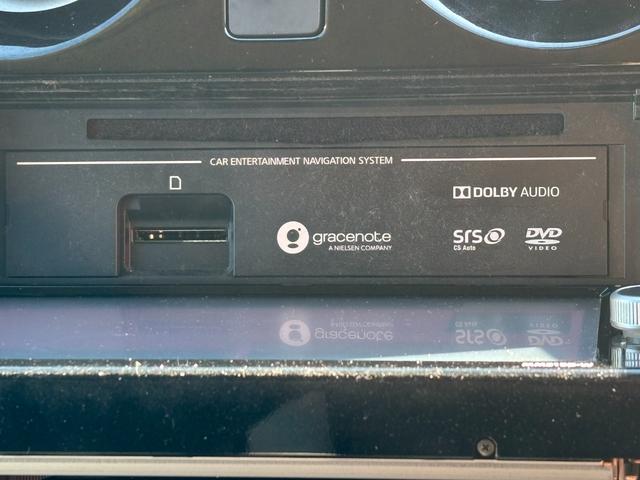 CAR ENTERTAINMENT NAVIGATION SYSTEM
DOLBY AUDIO
gracenote
A NIELSEN COMPANY
SRS
CS Auto
DVD
VIDEO